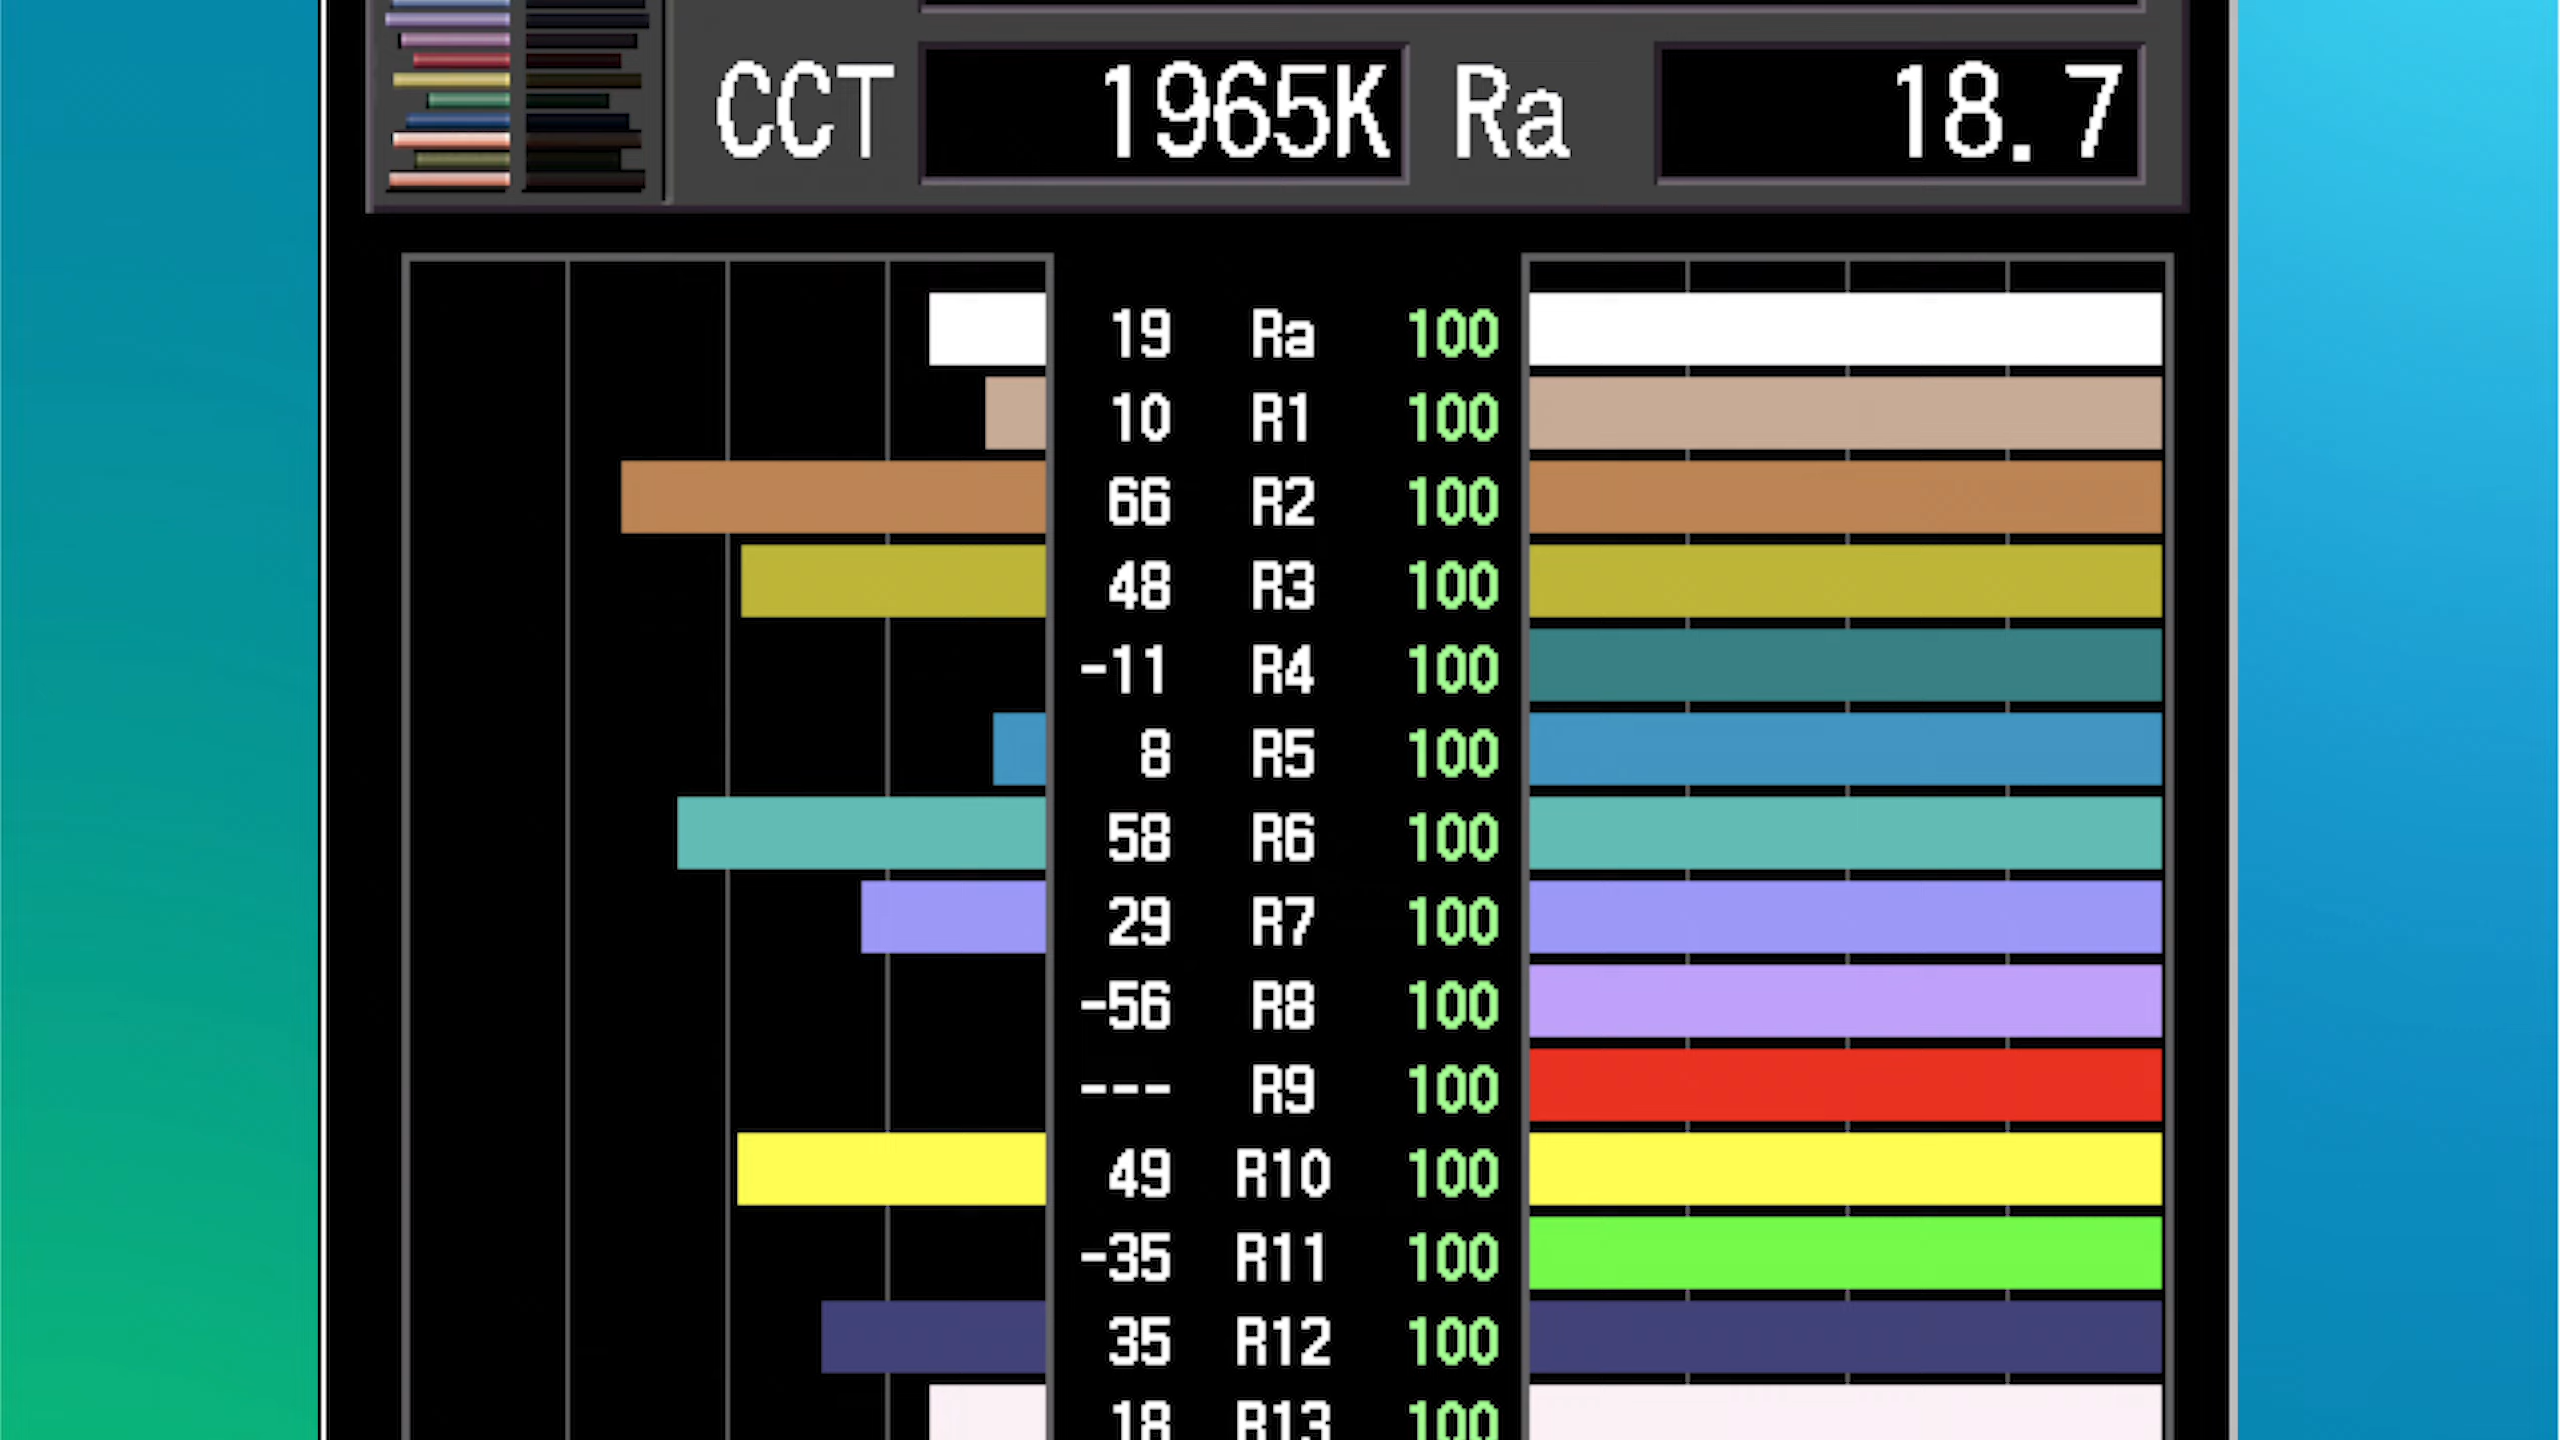 CCT 1965K Ra 18.7
19 Ra 100
10 R1 100
66 R2 100
48 R3 100
-11 R4 100
8 R5 100
58 R6 100
29 R7 100
-56 R8 100
--- R9 100
49 R10 100
-35 R11 100
35 R12 100
18 R13 100